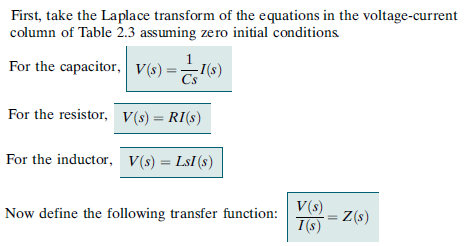 First, take the Laplace transform of the equations in the voltage-current
column of Table 2.3 assuming zero initial conditions.
For the capacitor, V(s) = \frac{1}{Cs} I(s)
For the resistor, V(s) = RI(s)
For the inductor, V(s) = LsI(s)
Now define the following transfer function: \frac{V(s)}{I(s)} = Z(s)